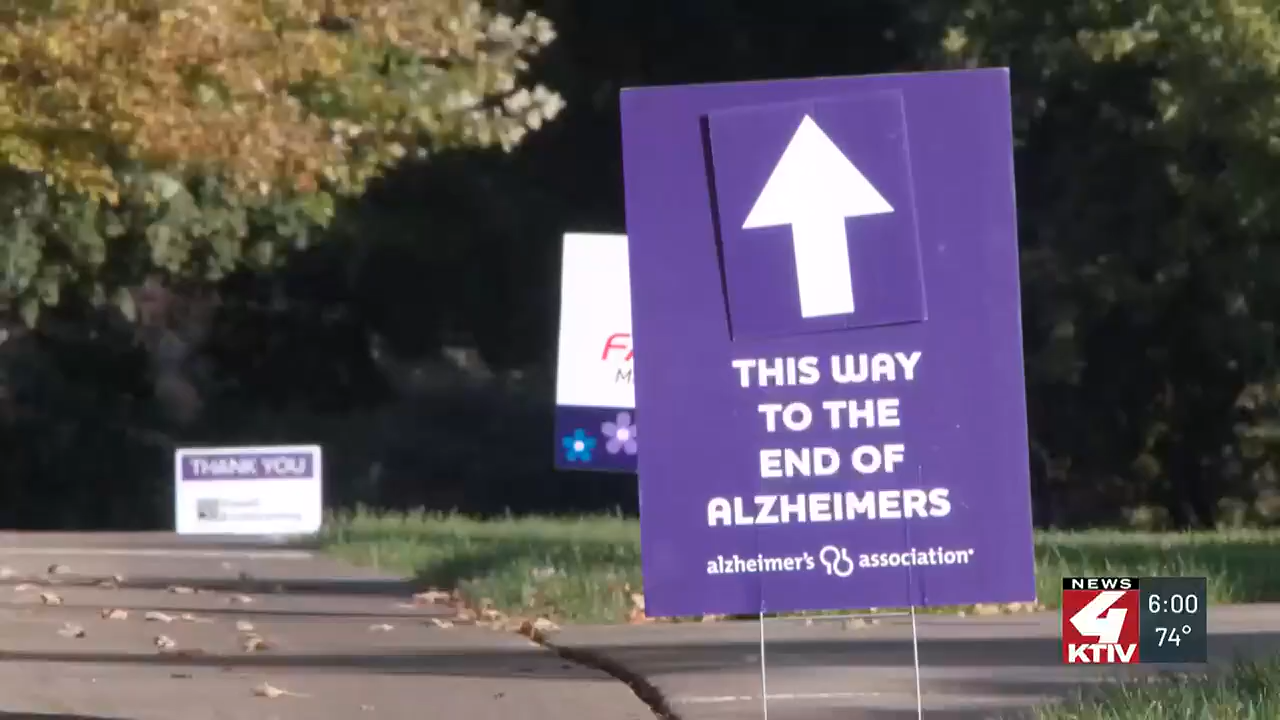 THIS WAY
TO THE
END OF
ALZHEIMERS
alzheimer's association
THANK YOU
NEWS
4
KTIV
6:00
74°